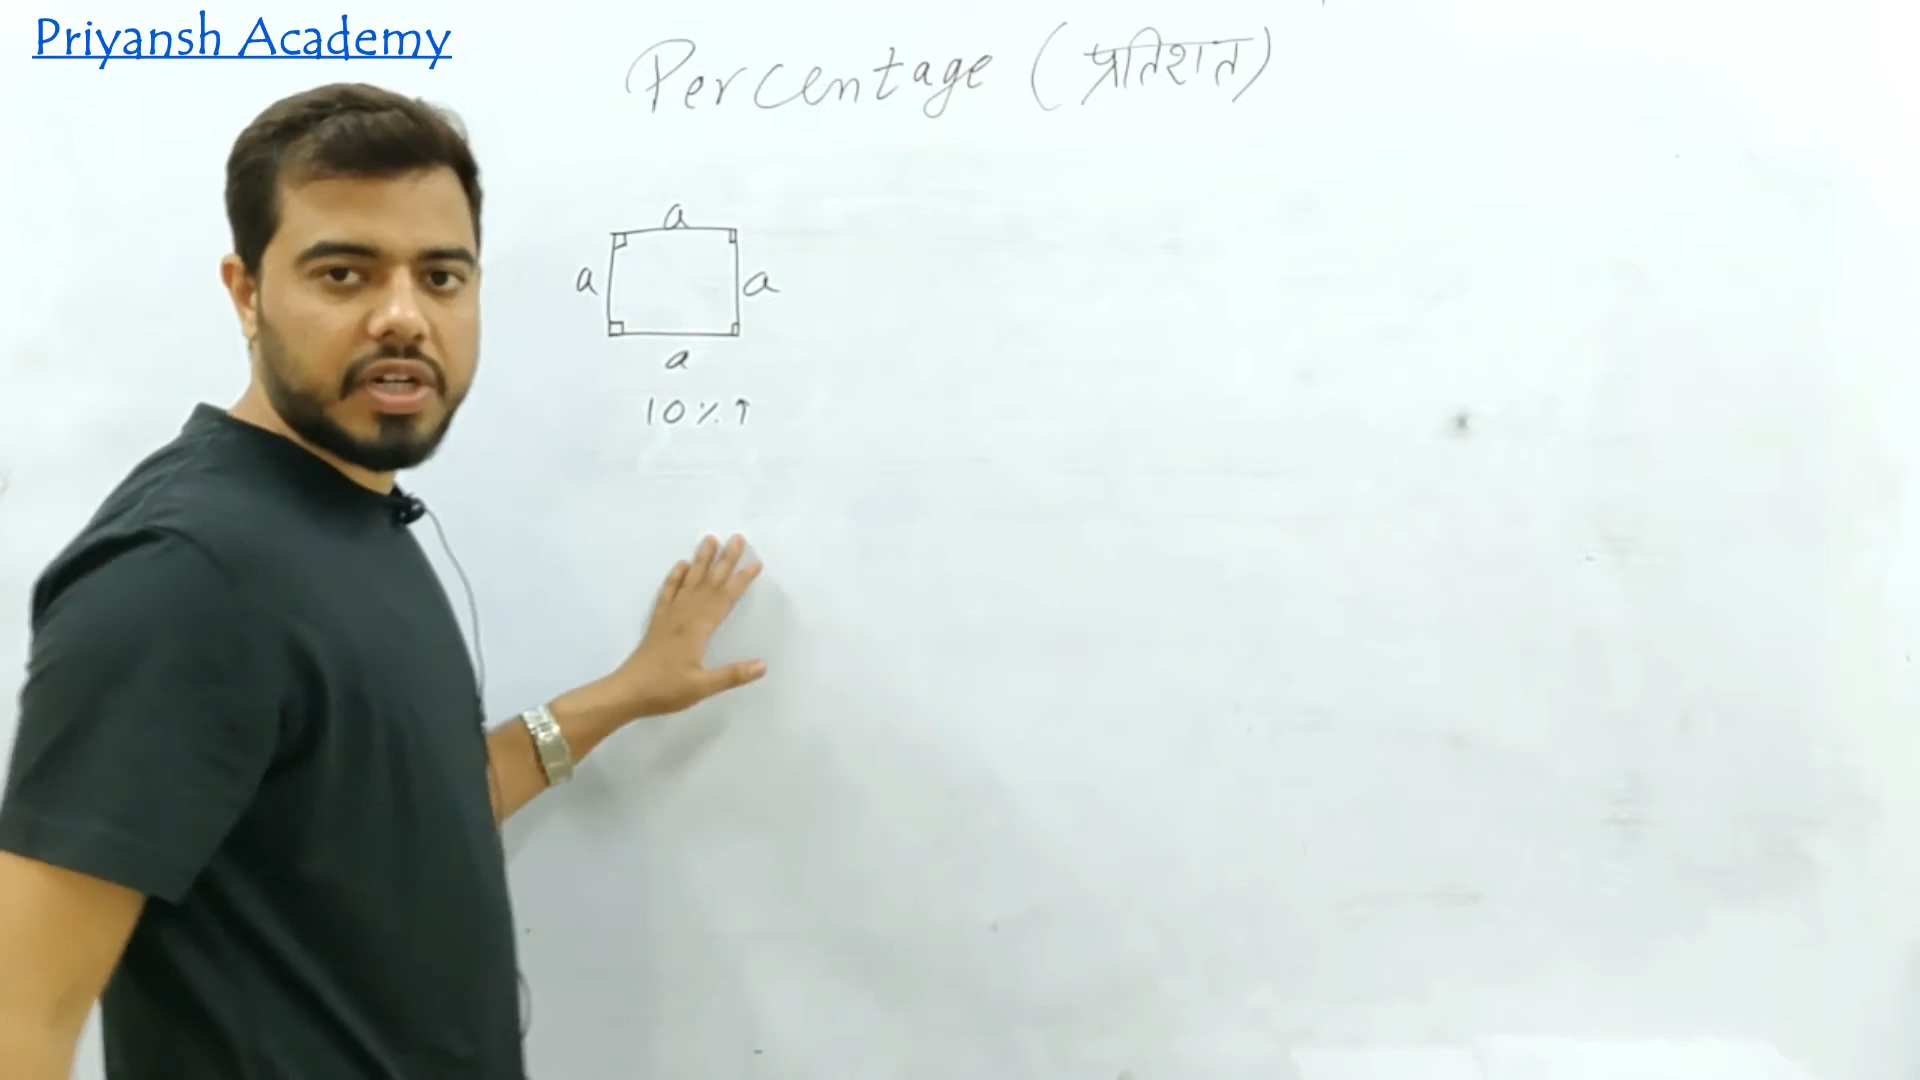 Priyansh Academy
Percentage (प्रतिशत)
a
a a
a
10%↑